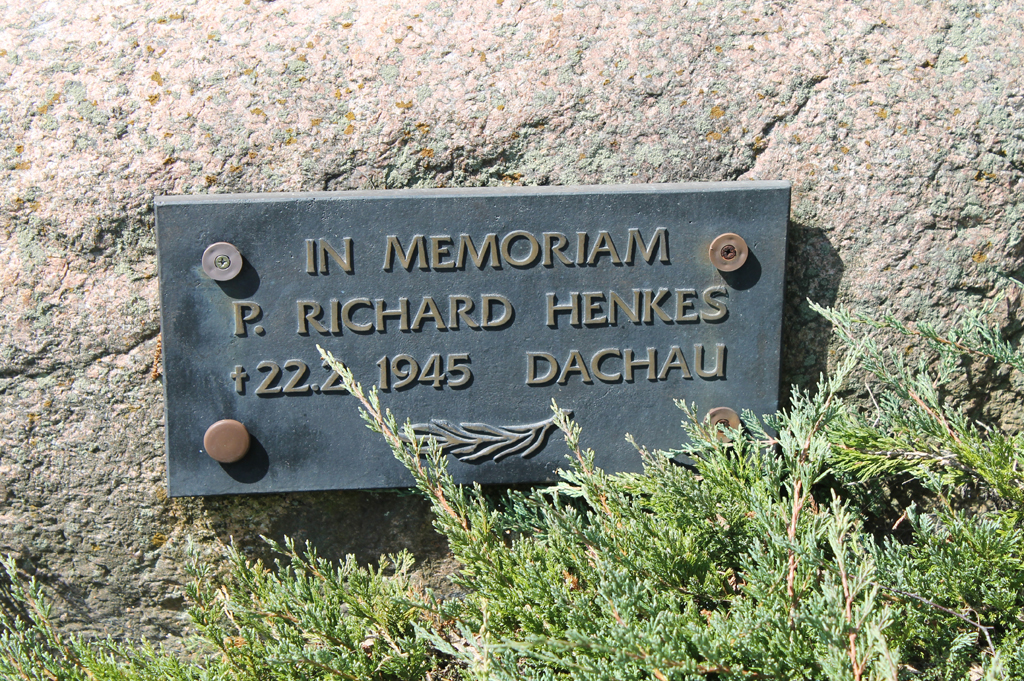 IN MEMORIAM
P. RICHARD HENKES
† 22.2 1945 DACHAU